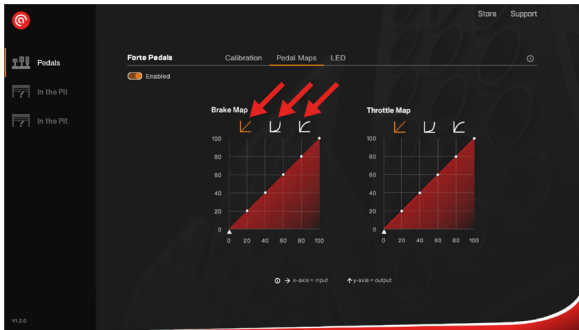 Store Support
Pedals
In the Pit
In the Pit
Forte Pedals Calibration Pedal Maps LED
Enabled
Brake Map
100
80
60
40
20
0
0 20 40 60 80 100
Throttle Map
100
80
60
40
20
0
0 20 40 60 80 100
x-axis = input y-axis = output
V1.2.0